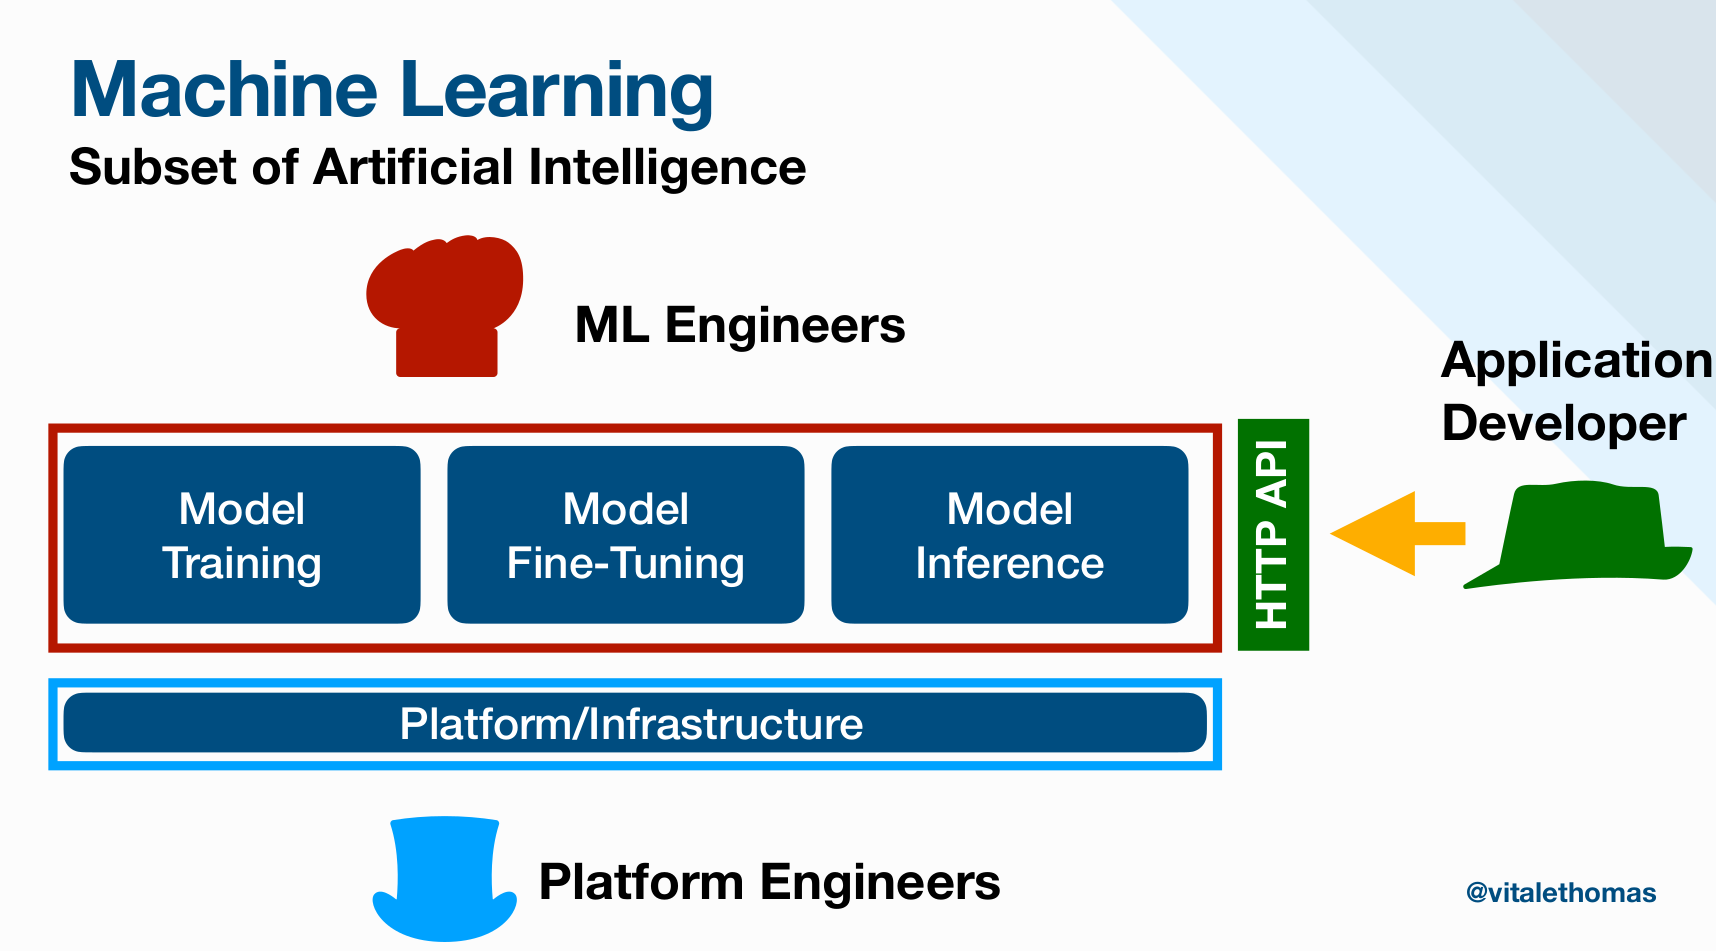 Machine Learning
Subset of Artificial Intelligence
ML Engineers
Application
Developer
Model
Training
Model
Fine-Tuning
Model
Inference
HTTP API
Platform/Infrastructure
Platform Engineers
@vitalethomas